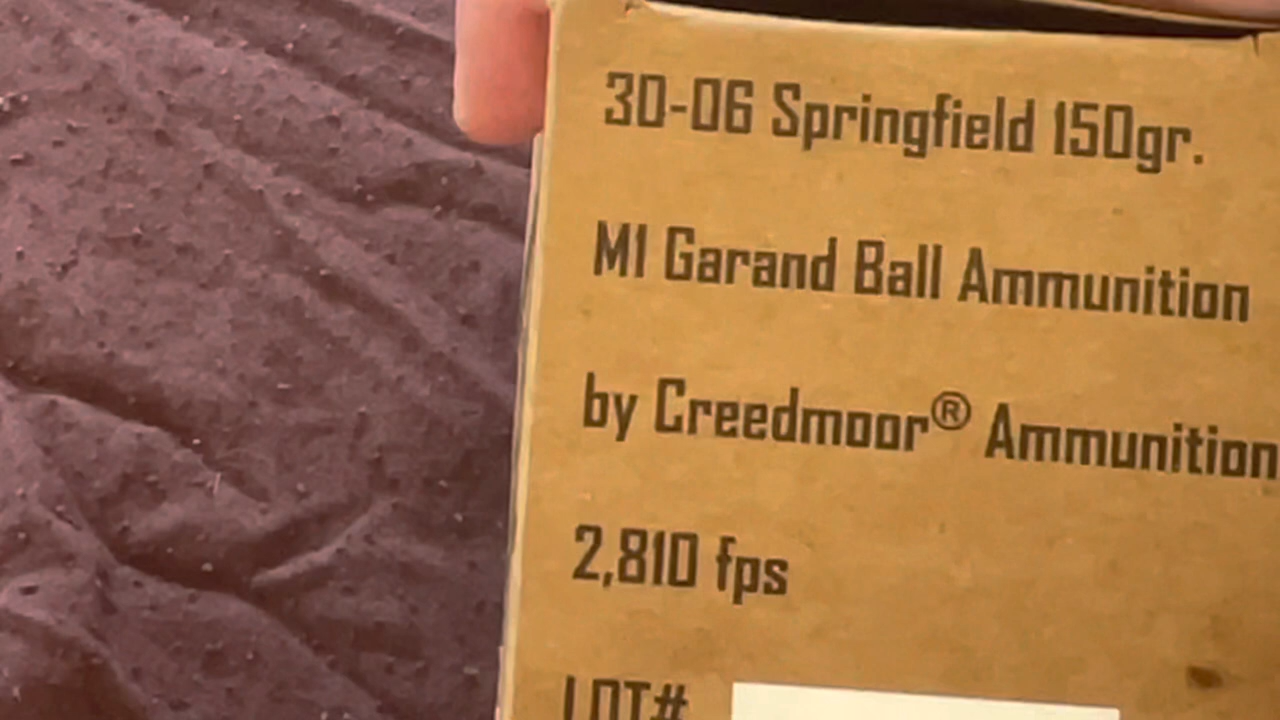 30-06 Springfield 150gr.
M1 Garand Ball Ammunition
by Creedmoor® Ammunition
2,810 fps
LOT#